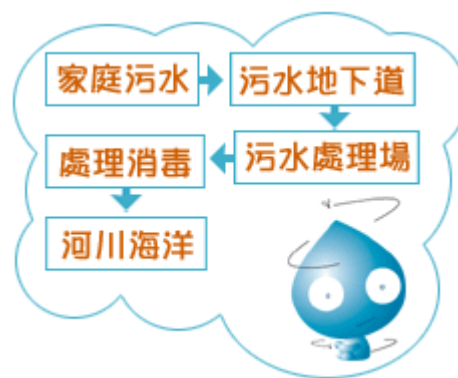 家庭污水
污水地下道
污水處理場
處理消毒
河川海洋